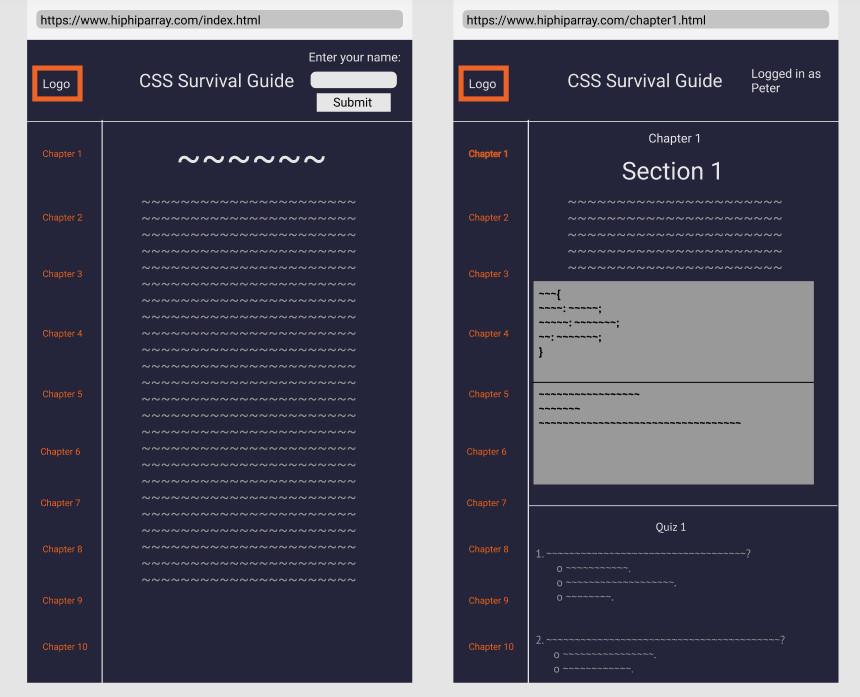 https://www.hiphiparray.com/index.html
Enter your name:
Logo
CSS Survival Guide
Submit
Chapter 1
~~~~~~
Chapter 2
Chapter 3
Chapter 4
Chapter 5
Chapter 6
Chapter 7
Chapter 8
Chapter 9
Chapter 10
https://www.hiphiparray.com/chapter1.html
Logo
CSS Survival Guide
Logged in as
Peter
Chapter 1
Chapter 2
Chapter 3
Chapter 4
Chapter 5
Chapter 6
Chapter 7
Chapter 8
Chapter 9
Chapter 10
Chapter 1
Section 1
~~~{
~~~~: ~~~~~;
~~~~~: ~~~~~~~;
~~: ~~~~~~~;
}
Quiz 1
1. ?
o .
o .
o .
2. ?
o .
o .